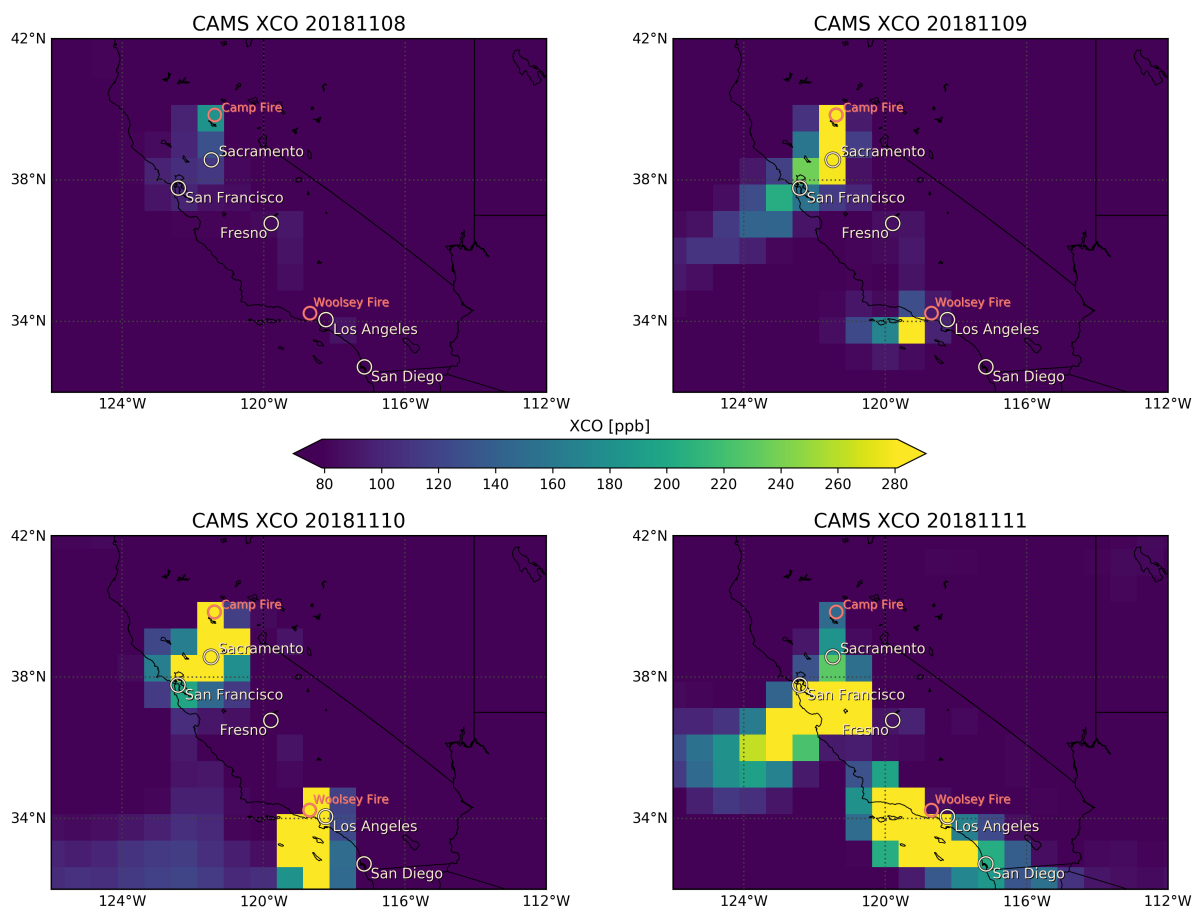 CAMS XCO 20181108
CAMS XCO 20181109
42°N
Camp Fire
Sacramento
38°N
San Francisco
Fresno
Woolsey Fire
34°N
Los Angeles
San Diego
124°W 120°W 116°W 112°W
42°N
Camp Fire
Sacramento
38°N
San Francisco
Fresno
Woolsey Fire
34°N
Los Angeles
San Diego
124°W 120°W 116°W 112°W
XCO [ppb]
80 100 120 140 160 180 200 220 240 260 280
CAMS XCO 20181110
CAMS XCO 20181111
42°N
Camp Fire
Sacramento
38°N
San Francisco
Fresno
Woolsey Fire
34°N
Los Angeles
San Diego
124°W 120°W 116°W 112°W
42°N
Camp Fire
Sacramento
38°N
San Francisco
Fresno
Woolsey Fire
34°N
Los Angeles
San Diego
124°W 120°W 116°W 112°W